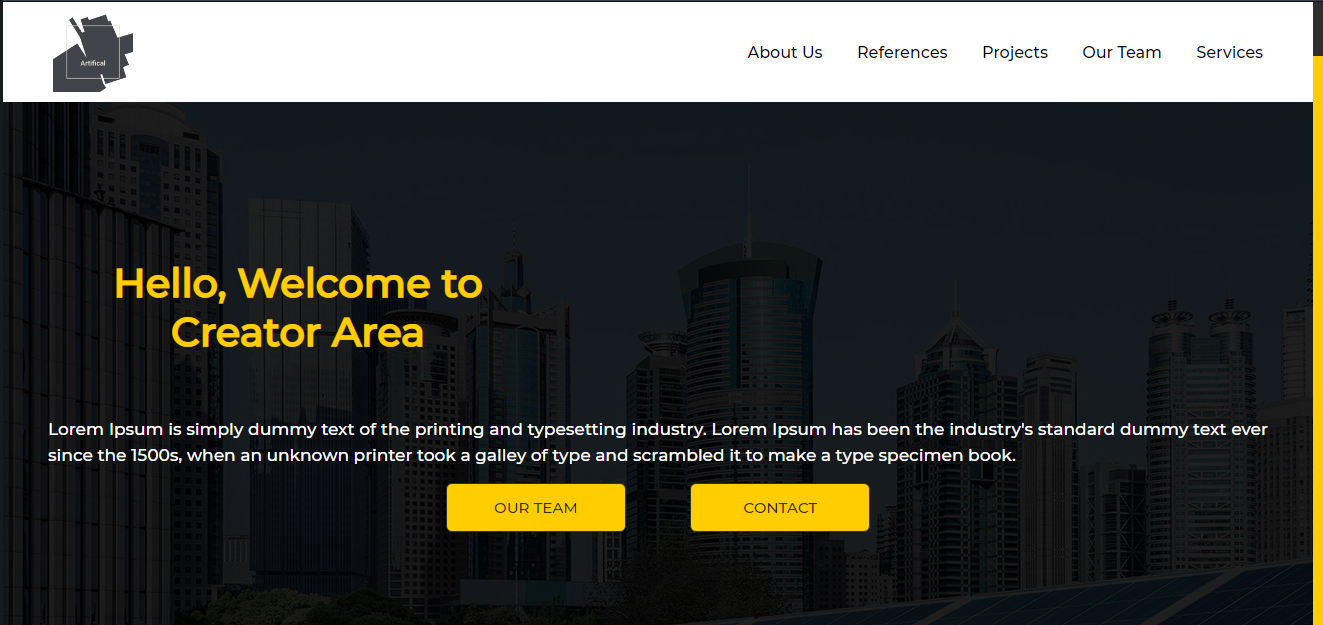 Artifical
About Us References Projects Our Team Services
Hello, Welcome to
Creator Area
Lorem Ipsum is simply dummy text of the printing and typesetting industry. Lorem Ipsum has been the industry's standard dummy text ever
since the 1500s, when an unknown printer took a galley of type and scrambled it to make a type specimen book.
OUR TEAM CONTACT